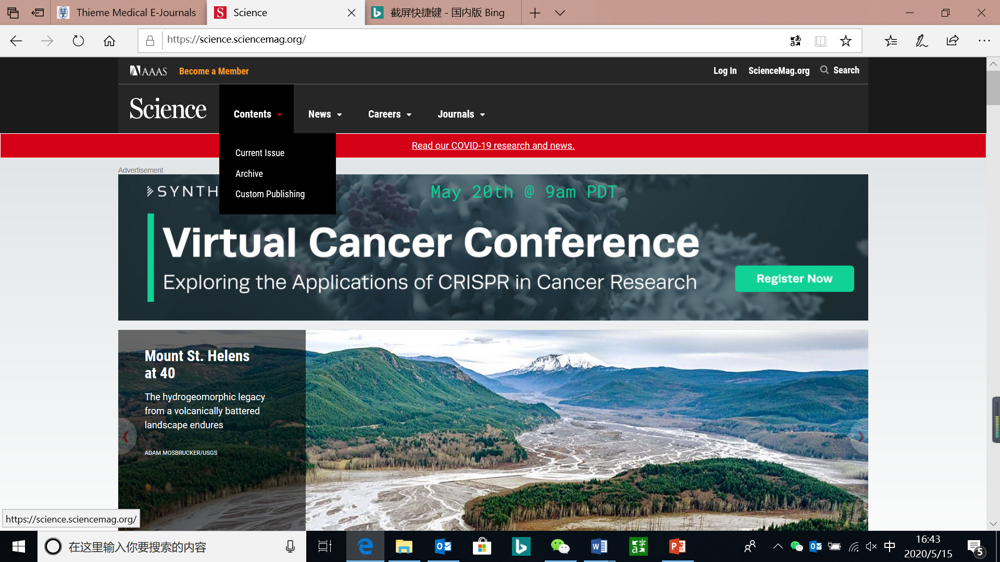 Thieme Medical E-Journals
Science
截屏快捷键 - 国内版 Bing
https://science.sciencemag.org/
AAAS
Become a Member
Log In
ScienceMag.org
Search
Science
Contents
News
Careers
Journals
Read our COVID-19 research and news.
Current Issue
Archive
Custom Publishing
Advertisement
SYNTH
May 20th @ 9am PDT
Virtual Cancer Conference
Exploring the Applications of CRISPR in Cancer Research
Register Now
Mount St. Helens
at 40
The hydrogeomorphic legacy
from a volcanically battered
landscape endures
ADAM MOSBRUCKER/USGS
https://science.sciencemag.org/
在这里输入你要搜索的内容
中
16:43
2020/5/15
5